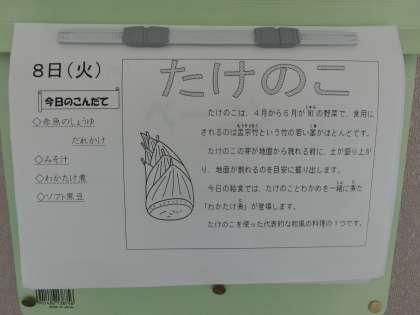 8日(火)
今日のこんだて
◇赤魚のしょうゆ
だれかけ
◇みそ汁
◇わかたけ煮
◇ソフト黒豆
たけのこ
たけのこは、4月から5月が旬の野菜で、食用に
されるのは孟宗竹という竹の若い茎がほとんどです。
たけのこの芽が地面から現れる前に、土が盛り上が
り、地面が割れるのを目安に掘り出します。
今日の給食では、たけのことわかめを一緒に煮た
「わかたけ煮」が登場します。
たけのこを使った代表的な和風の料理の1つです。